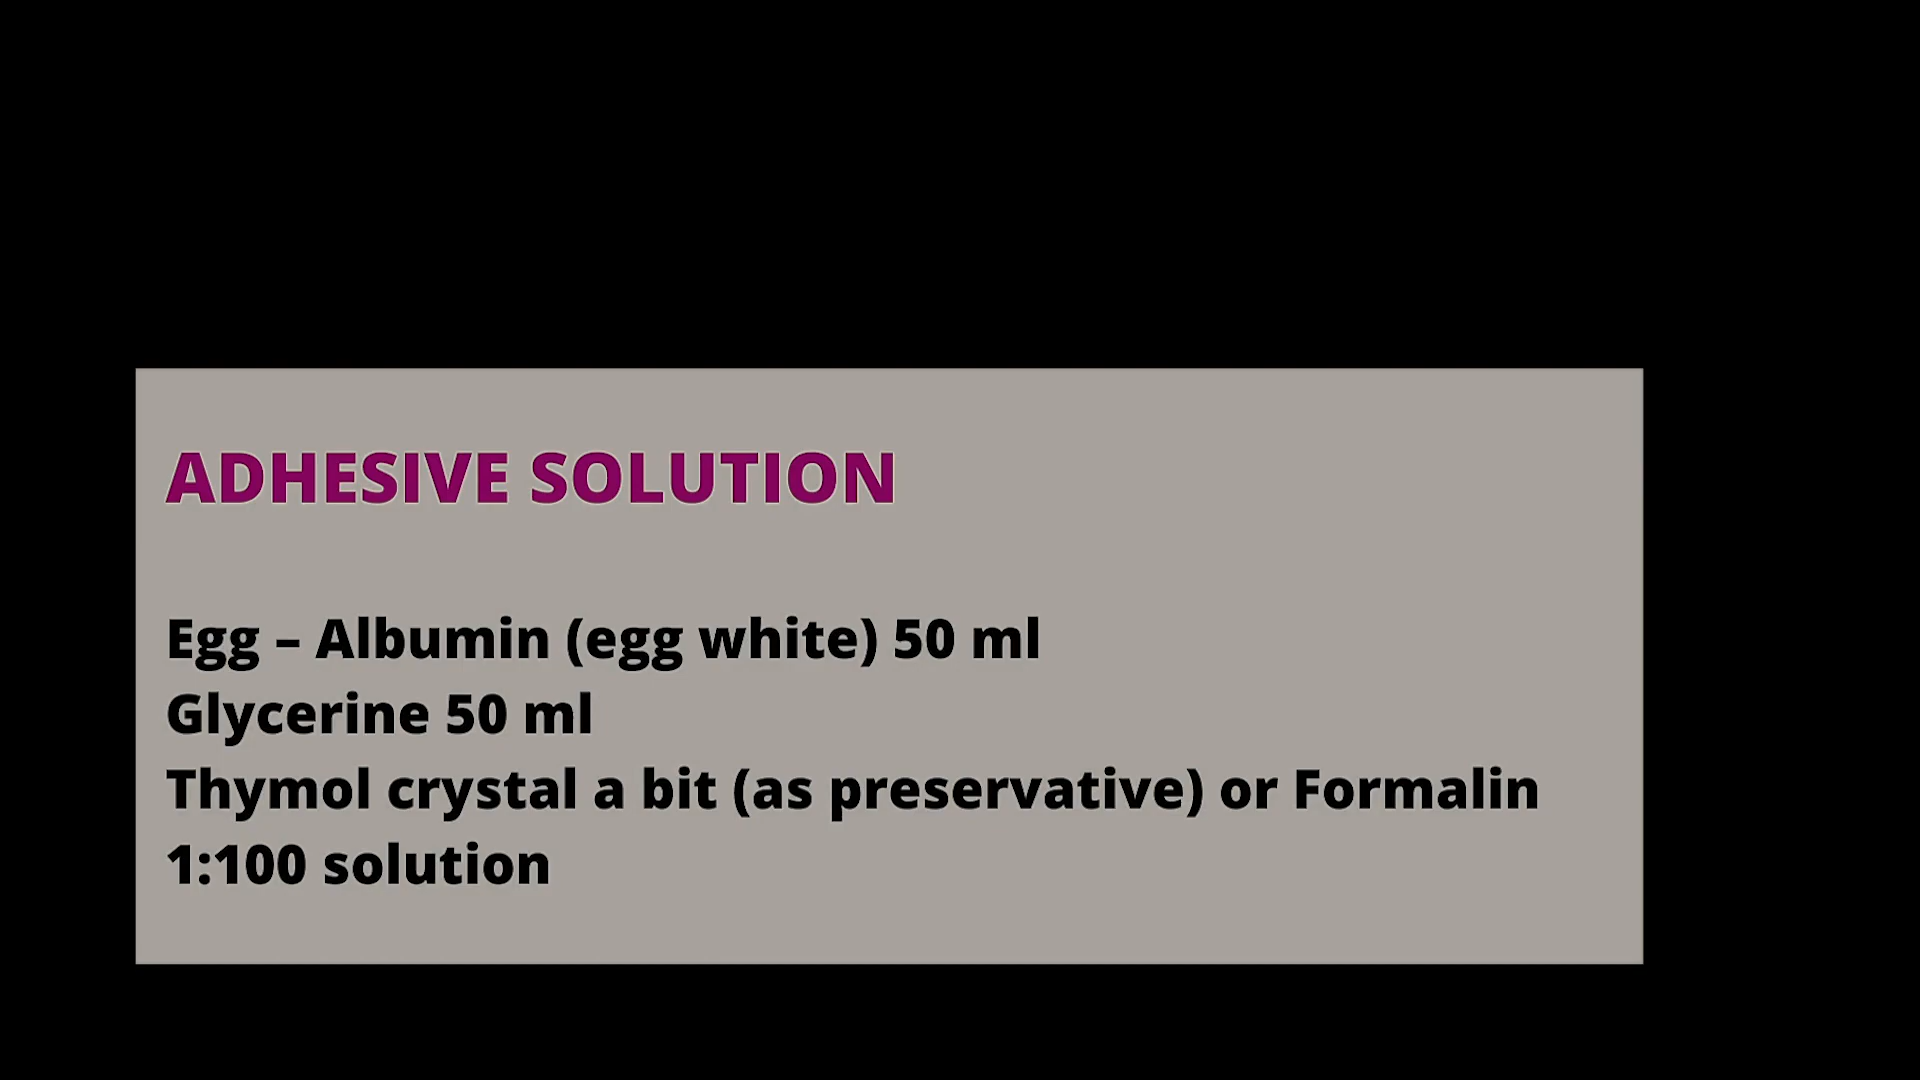 ADHESIVE SOLUTION
Egg – Albumin (egg white) 50 ml
Glycerine 50 ml
Thymol crystal a bit (as preservative) or Formalin
1:100 solution